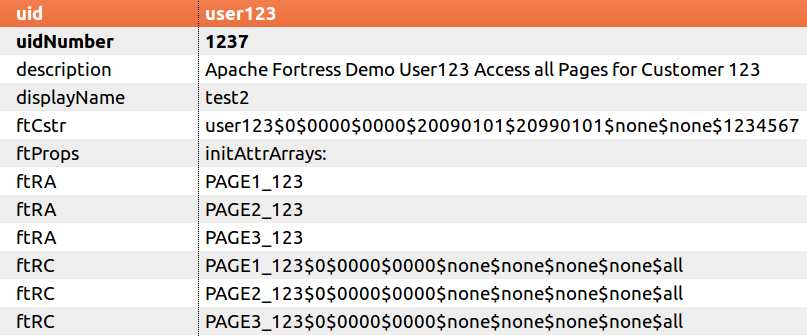 uid user123
uidNumber 1237
description Apache Fortress Demo User123 Access all Pages for Customer 123
displayName test2
ftCstr user123$0$0000$0000$20090101$20990101$none$none$1234567
ftProps initAttrArrays:
ftRA PAGE1_123
ftRA PAGE2_123
ftRA PAGE3_123
ftRC PAGE1_123$0$0000$0000$none$none$none$none$all
ftRC PAGE2_123$0$0000$0000$none$none$none$none$all
ftRC PAGE3_123$0$0000$0000$none$none$none$none$all